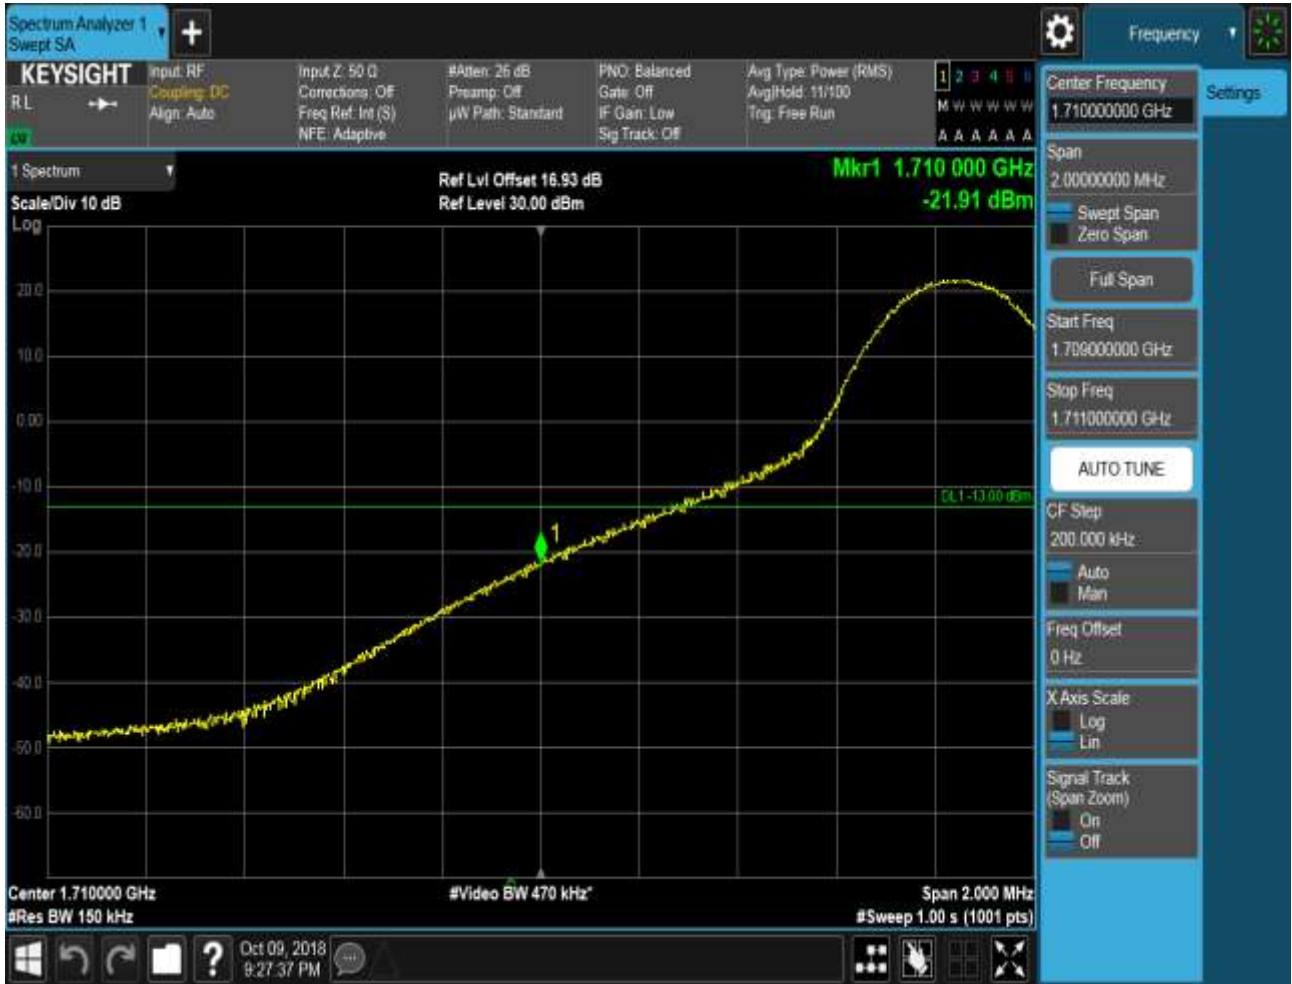 Spectrum Analyzer 1
Swept SA
Frequency
KEYSIGHT
R L
Input: RF
Coupling: DC
Align: Auto
Input Z: 50 Ω
Corrections: Off
Freq Ref: Int (S)
NFE: Adaptive
#Atten: 26 dB
Preamp: Off
µW Path: Standard
PNO: Balanced
Gate: Off
IF Gain: Low
Sig Track: Off
Avg Type: Power (RMS)
Avg|Hold: 11/100
Trig: Free Run
1 2 3 4 5 6
M W W W W W
A A A A A A
Center Frequency
1.710000000 GHz
Settings
Span
2.00000000 MHz
Swept Span
Zero Span
Full Span
Start Freq
1.709000000 GHz
Stop Freq
1.711000000 GHz
AUTO TUNE
CF Step
200.000 kHz
Auto
Man
Freq Offset
0 Hz
X Axis Scale
Log
Lin
Signal Track
(Span Zoom)
On
Off
1 Spectrum
Scale/Div 10 dB
Log
Ref Lvl Offset 16.93 dB
Ref Level 30.00 dBm
Mkr1 1.710 000 GHz
-21.91 dBm
20.0
10.0
0.00
-10.0
DL1 -13.00 dBm
1
-20.0
-30.0
-40.0
-50.0
-60.0
Center 1.710000 GHz
#Res BW 150 kHz
#Video BW 470 kHz*
Span 2.000 MHz
#Sweep 1.00 s (1001 pts)
Oct 09, 2018
9:27:37 PM